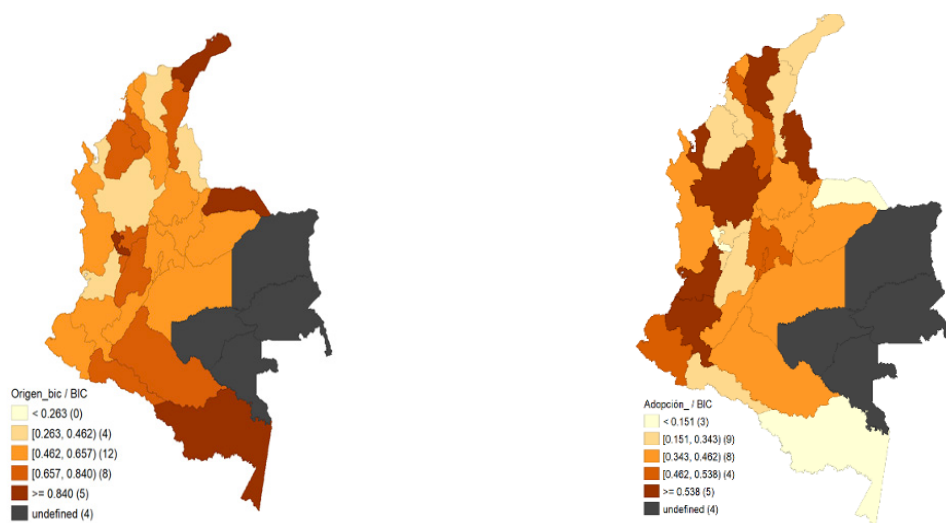 Origen_bic / BIC
< 0.263 (0)
[0.263, 0.462) (4)
[0.462, 0.657) (12)
[0.657, 0.840) (8)
>= 0.840 (5)
undefined (4)
Adopción_ / BIC
< 0.151 (3)
[0.151, 0.343) (9)
[0.343, 0.462) (8)
[0.462, 0.538) (4)
>= 0.538 (5)
undefined (4)